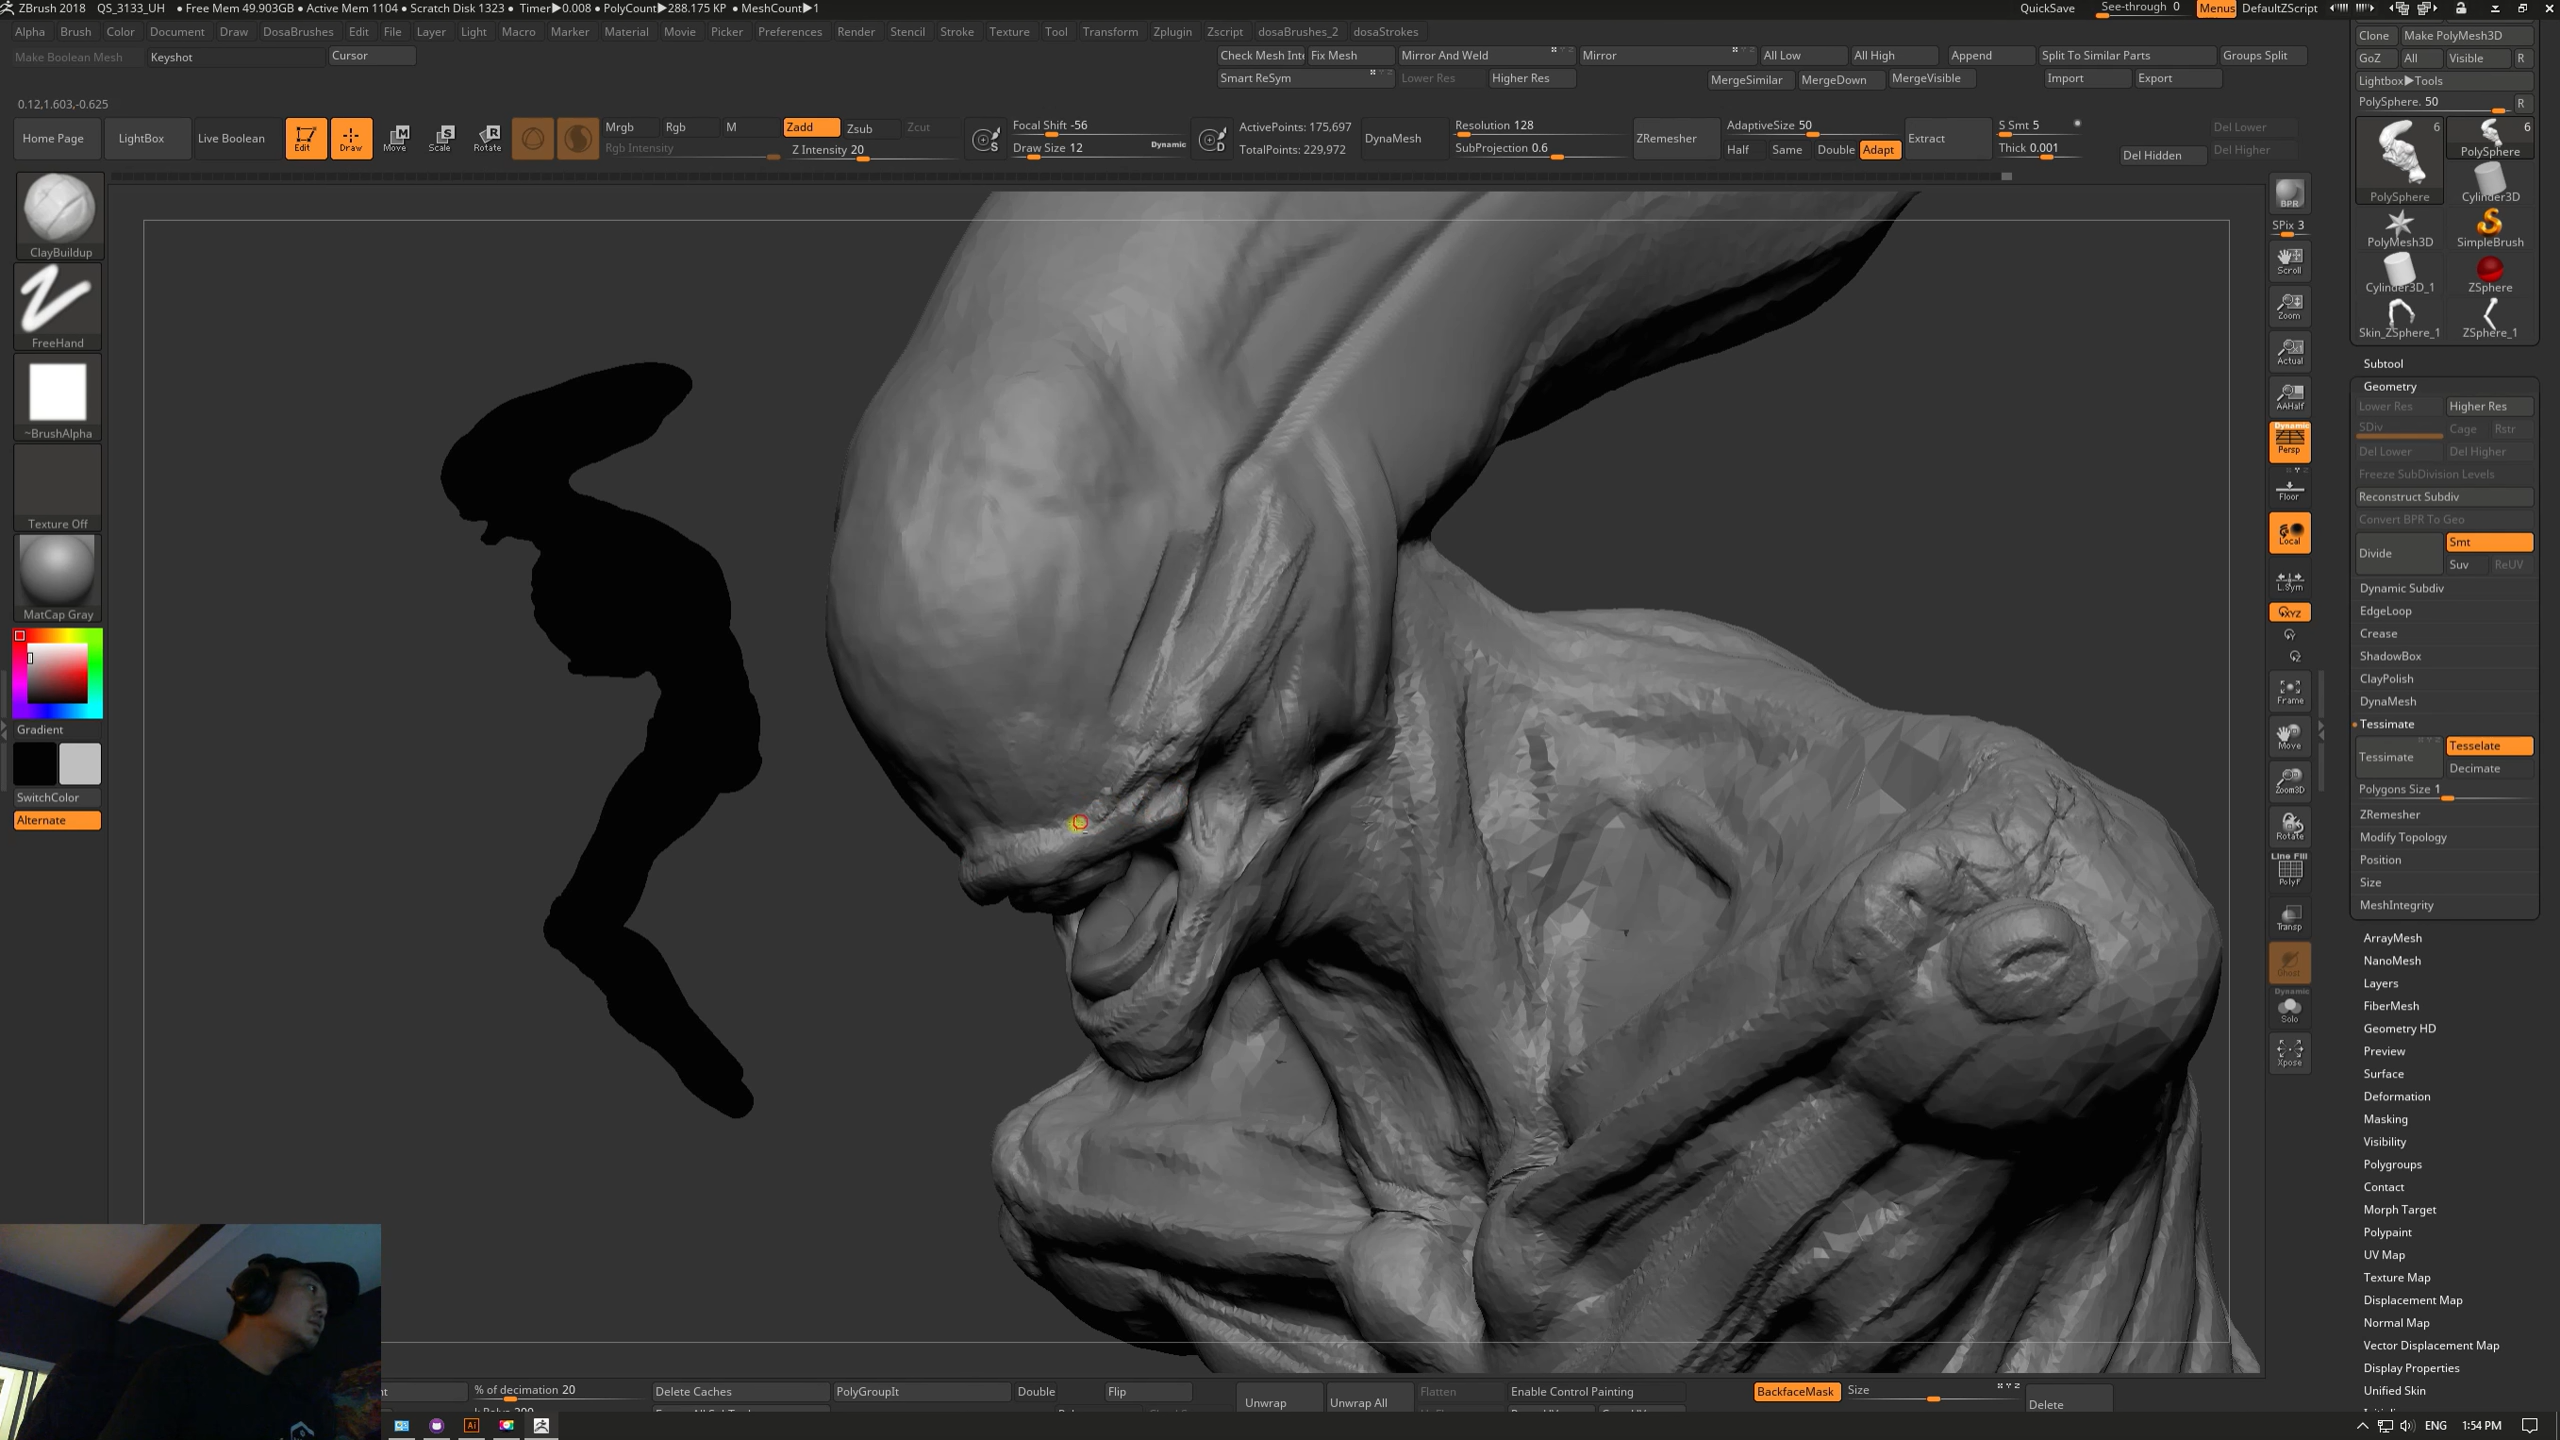 ZBrush 2018 QS_3133_UH ● Free Mem 49.903GB ● Active Mem 1104 ● Scratch Disk 1323 ● Timer▶0.008 ● PolyCount▶288.175 KP ● MeshCount▶1 QuickSave See-through 0 Menus DefaultZScript
Alpha Brush Color Document Draw DosaBrushes Edit File Layer Light Macro Marker Material Movie Picker Preferences Render Stencil Stroke Texture Tool Transform Zplugin Zscript dosaBrushes_2 dosaStrokes
Make Boolean Mesh Keyshot Cursor
Check Mesh Int Fix Mesh Mirror And Weld Mirror All Low All High Append Split To Similar Parts Groups Split
Smart ReSym Lower Res Higher Res MergeSimilar MergeDown MergeVisible Import Export
0.12,1.603,-0.625
Home Page LightBox Live Boolean Edit Draw Move Scale Rotate
Mrgb Rgb M Zadd Zsub Zcut
Rgb Intensity Z Intensity 20
Focal Shift -56
Draw Size 12 Dynamic
ActivePoints: 175,697
TotalPoints: 229,972
DynaMesh
Resolution 128
SubProjection 0.6
ZRemesher
AdaptiveSize 50
Half Same Double Adapt
Extract
S Smt 5
Thick 0.001
Del Hidden
Del Lower
Del Higher
ClayBuildup
FreeHand
~BrushAlpha
Texture Off
MatCap Gray
Gradient
SwitchColor
Alternate
BPR
SPix 3
Scroll
Zoom
Actual
AAHalf
Dynamic
Persp
Floor
Local
L.Sym
XYZ
Frame
Move
Zoom3D
Rotate
Line Fill
PolyF
Transp
Ghost
Dynamic
Solo
Xpose
Clone Make PolyMesh3D
GoZ All Visible R
Lightbox▶Tools
PolySphere. 50 R
6 6
PolySphere
PolySphere Cylinder3D
PolyMesh3D SimpleBrush
Cylinder3D_1 ZSphere
Skin_ZSphere_1 ZSphere_1
Subtool
Geometry
Lower Res Higher Res
SDiv Cage Rstr
Del Lower Del Higher
Freeze SubDivision Levels
Reconstruct Subdiv
Convert BPR To Geo
Divide Smt
Suv ReUV
Dynamic Subdiv
EdgeLoop
Crease
ShadowBox
ClayPolish
DynaMesh
Tessimate
Tessimate Tesselate
Decimate
Polygons Size 1
ZRemesher
Modify Topology
Position
Size
MeshIntegrity
ArrayMesh
NanoMesh
Layers
FiberMesh
Geometry HD
Preview
Surface
Deformation
Masking
Visibility
Polygroups
Contact
Morph Target
Polypaint
UV Map
Texture Map
Displacement Map
Normal Map
Vector Displacement Map
Display Properties
Unified Skin
% of decimation 20 Delete Caches PolyGroupIt Double Flip Unwrap Unwrap All Flatten Enable Control Painting BackfaceMask Size Delete
Ai
ENG 1:54 PM